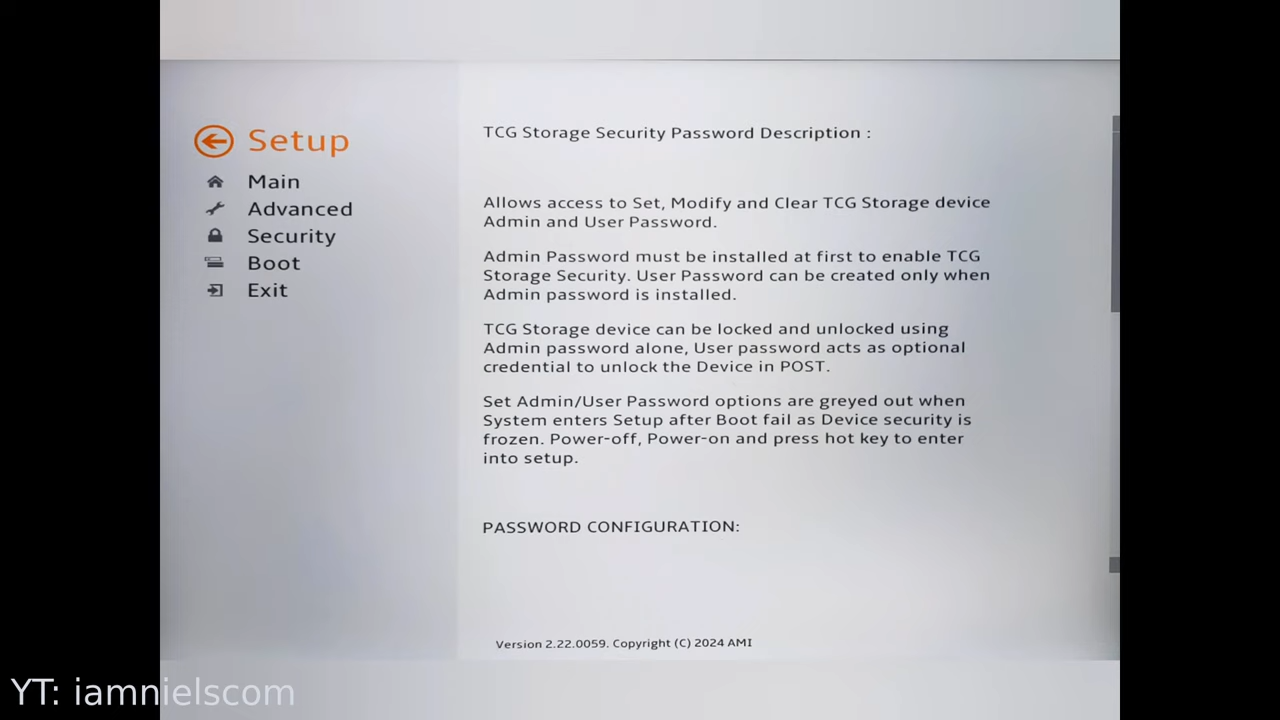 Setup
Main
Advanced
Security
Boot
Exit
TCG Storage Security Password Description :
Allows access to Set, Modify and Clear TCG Storage device
Admin and User Password.
Admin Password must be installed at first to enable TCG
Storage Security. User Password can be created only when
Admin password is installed.
TCG Storage device can be locked and unlocked using
Admin password alone, User password acts as optional
credential to unlock the Device in POST.
Set Admin/User Password options are greyed out when
System enters Setup after Boot fail as Device security is
frozen. Power-off, Power-on and press hot key to enter
into setup.
PASSWORD CONFIGURATION:
Version 2.22.0059. Copyright (C) 2024 AMI
YT: iamnielscom